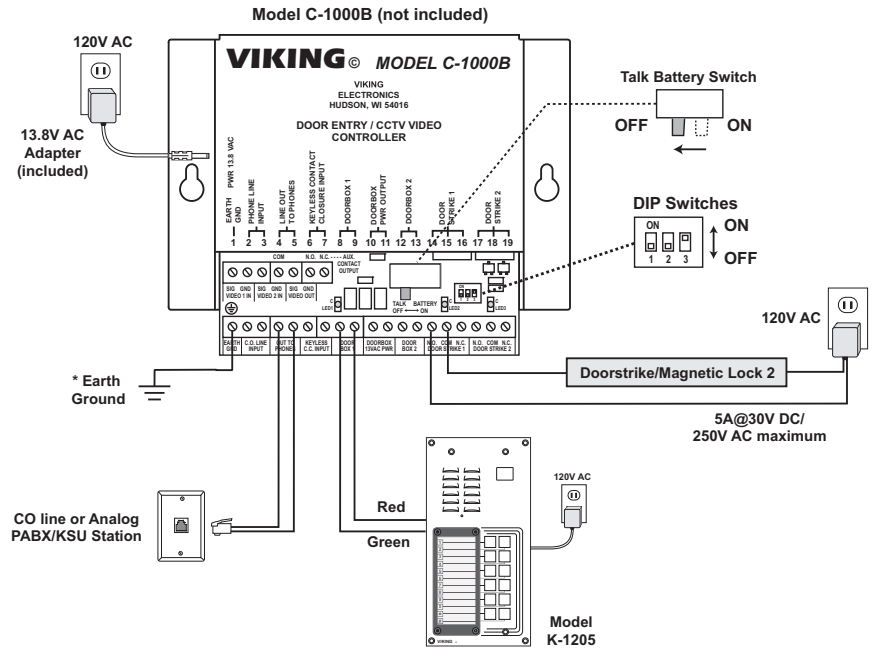 Model C-1000B (not included)
120V AC
13.8V AC
Adapter
(included)
VIKING© MODEL C-1000B
VIKING
ELECTRONICS
HUDSON, WI 54016
DOOR ENTRY / CCTV VIDEO
CONTROLLER
PWR 13.8 VAC
EARTH
GND
PHONE LINE
INPUT
LINE OUT
TO PHONES
KEYLESS CONTACT
CLOSURE INPUT
DOORBOX 1
DOORBOX
PWR OUTPUT
DOORBOX 2
DOOR
STRIKE 1
DOOR
STRIKE 2
1 2 3 4 5 6 7 8 9 10 11 12 13 14 15 16 17 18 19
COM N.O. N.C. - - - - AUX.
CONTACT
OUTPUT
SIG GND SIG GND SIG GND
VIDEO 1 IN VIDEO 2 IN VIDEO OUT
C
LED1
TALK BATTERY
OFF ON
C
LED2
ON
1 2 3
C
LED3
EARTH
GND
C.O. LINE
INPUT
OUT TO
PHONES
KEYLESS
C.C. INPUT
DOOR
BOX 1
DOORBOX
13VAC PWR
DOOR
BOX 2
N.O. COM N.C.
DOOR STRIKE 1
N.O. COM N.C.
DOOR STRIKE 2
Talk Battery Switch
OFF ON
DIP Switches
ON
1 2 3
ON
OFF
120V AC
Doorstrike/Magnetic Lock 2
5A@30V DC/
250V AC maximum
* Earth
Ground
CO line or Analog
PABX/KSU Station
Red
Green
120V AC
VIKING
Model
K-1205